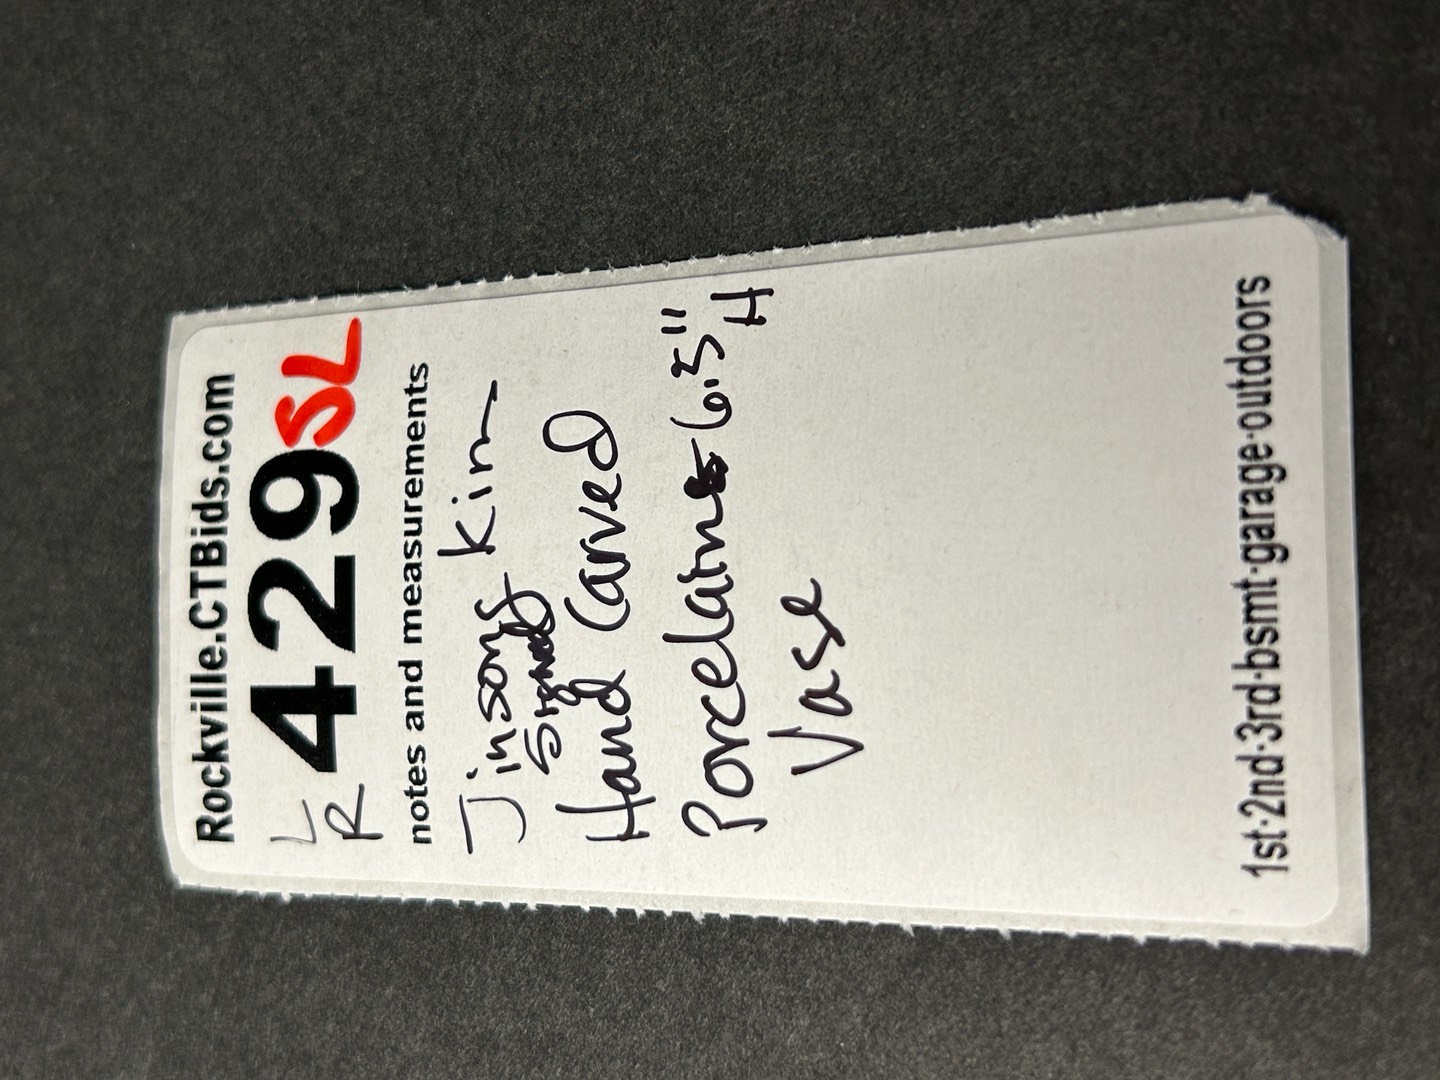 Rockville.CTBids.com
LR 429SL
notes and measurements
Jinsong Kim
Signed
Hand Carved
Porcelain 6.5" H
Vase
1st·2nd·3rd·bsmt·garage·outdoors